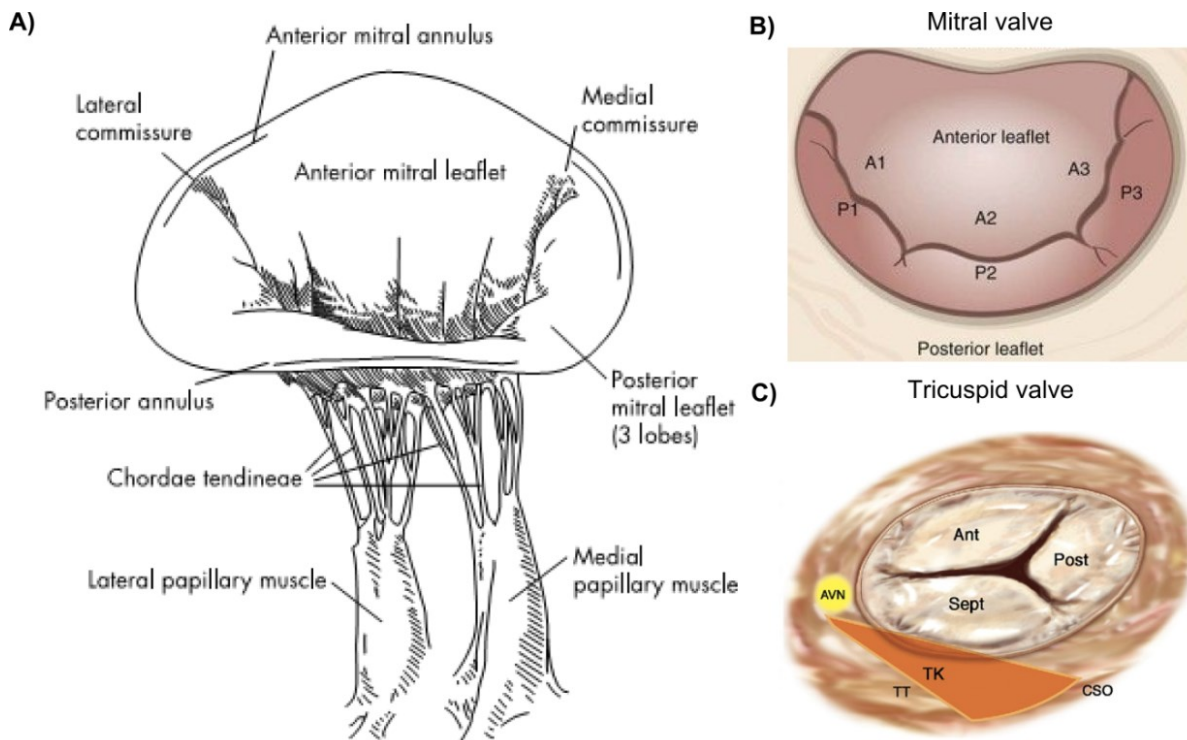 A)
Anterior mitral annulus
Lateral
commissure
Medial
commissure
Anterior mitral leaflet
Posterior annulus
Posterior
mitral leaflet
(3 lobes)
Chordae tendineae
Lateral papillary muscle
Medial
papillary muscle
B)
Mitral valve
Anterior leaflet
A1
A3
P1
P3
A2
P2
Posterior leaflet
C)
Tricuspid valve
Ant
Post
AVN
Sept
TK
TT
CSO